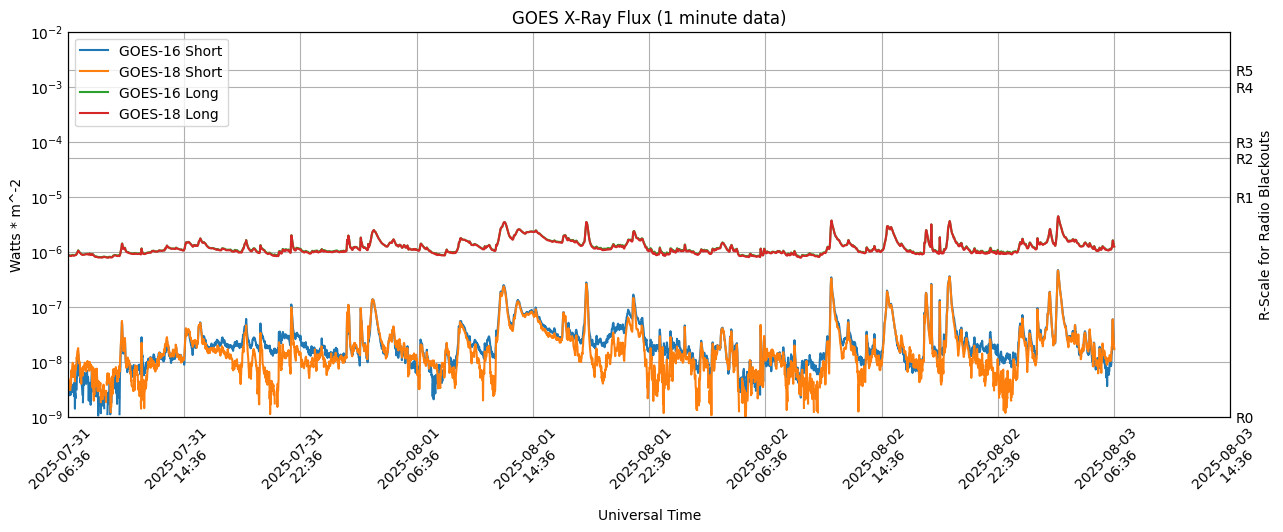 GOES X-Ray Flux (1 minute data)
GOES-16 Short
GOES-18 Short
GOES-16 Long
GOES-18 Long
10^-2
10^-3
10^-4
10^-5
10^-6
10^-7
10^-8
10^-9
Watts * m^-2
R5
R4
R3
R2
R1
R0
R-Scale for Radio Blackouts
2025-07-31
06:36
2025-07-31
14:36
2025-07-31
22:36
2025-08-01
06:36
2025-08-01
14:36
2025-08-01
22:36
2025-08-02
06:36
2025-08-02
14:36
2025-08-02
22:36
2025-08-03
06:36
2025-08-03
14:36
Universal Time